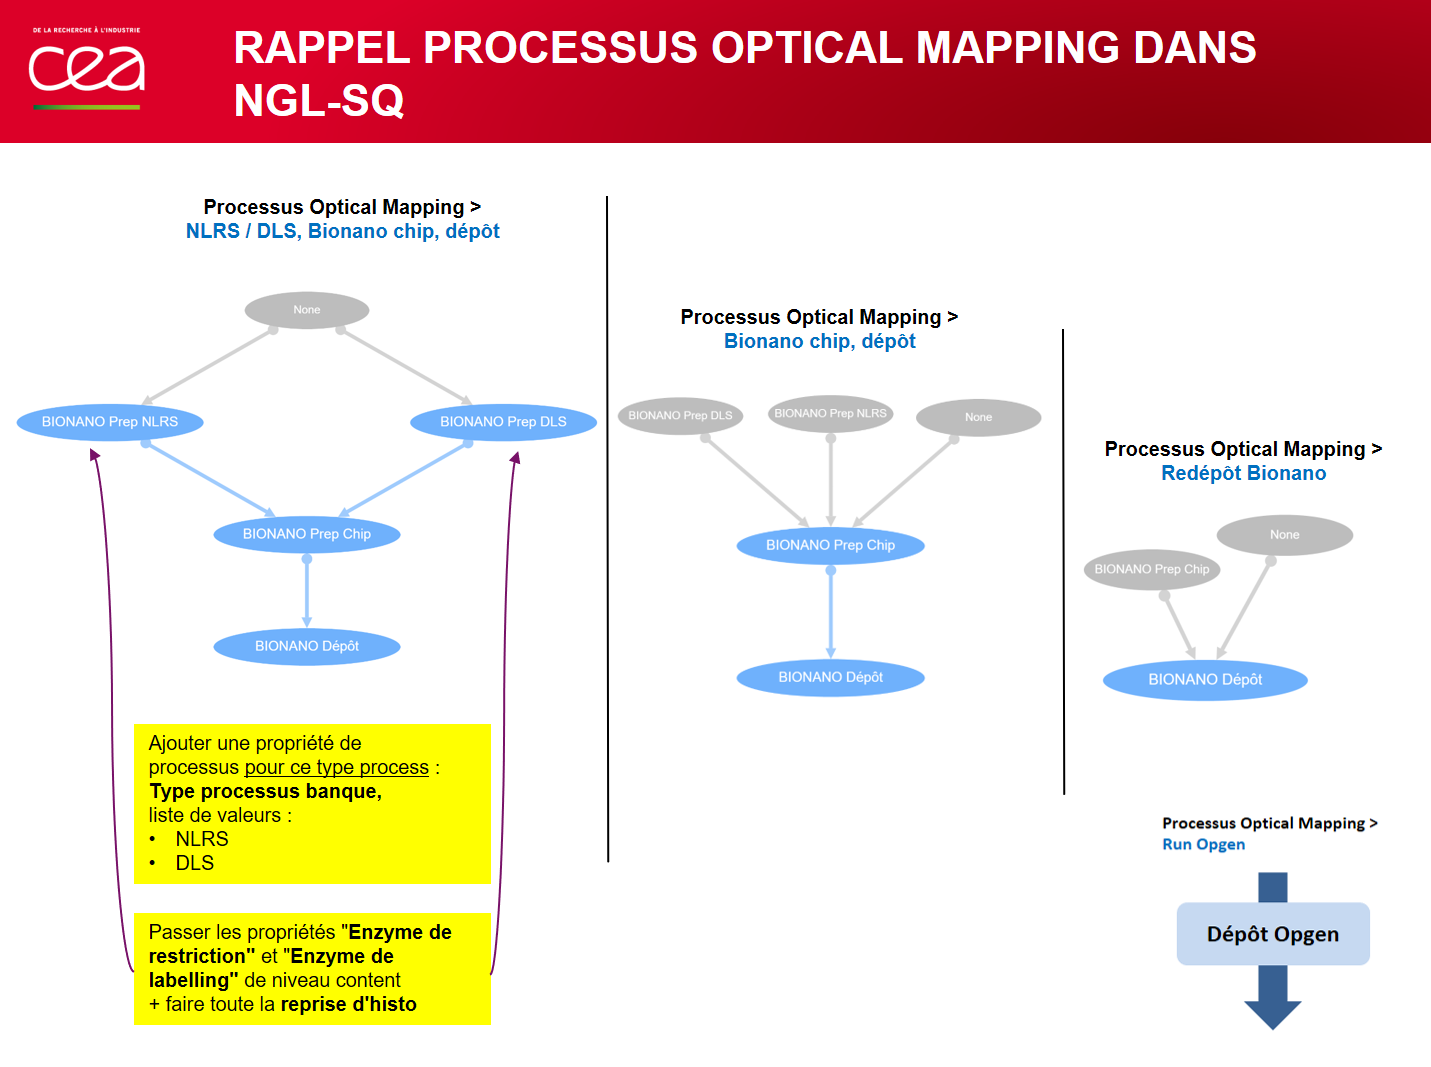 DE LA RECHERCHE À L'INDUSTRIE
cea
RAPPEL PROCESSUS OPTICAL MAPPING DANS
NGL-SQ
Processus Optical Mapping >
NLRS / DLS, Bionano chip, dépôt
None
BIONANO Prep NLRS
BIONANO Prep DLS
BIONANO Prep Chip
BIONANO Dépôt
Ajouter une propriété de
processus pour ce type process :
Type processus banque,
liste de valeurs :
• NLRS
• DLS
Passer les propriétés "Enzyme de
restriction" et "Enzyme de
labelling" de niveau content
+ faire toute la reprise d'histo
Processus Optical Mapping >
Bionano chip, dépôt
BIONANO Prep DLS
BIONANO Prep NLRS
None
BIONANO Prep Chip
BIONANO Dépôt
Processus Optical Mapping >
Redépôt Bionano
None
BIONANO Prep Chip
BIONANO Dépôt
Processus Optical Mapping >
Run Opgen
Dépôt Opgen